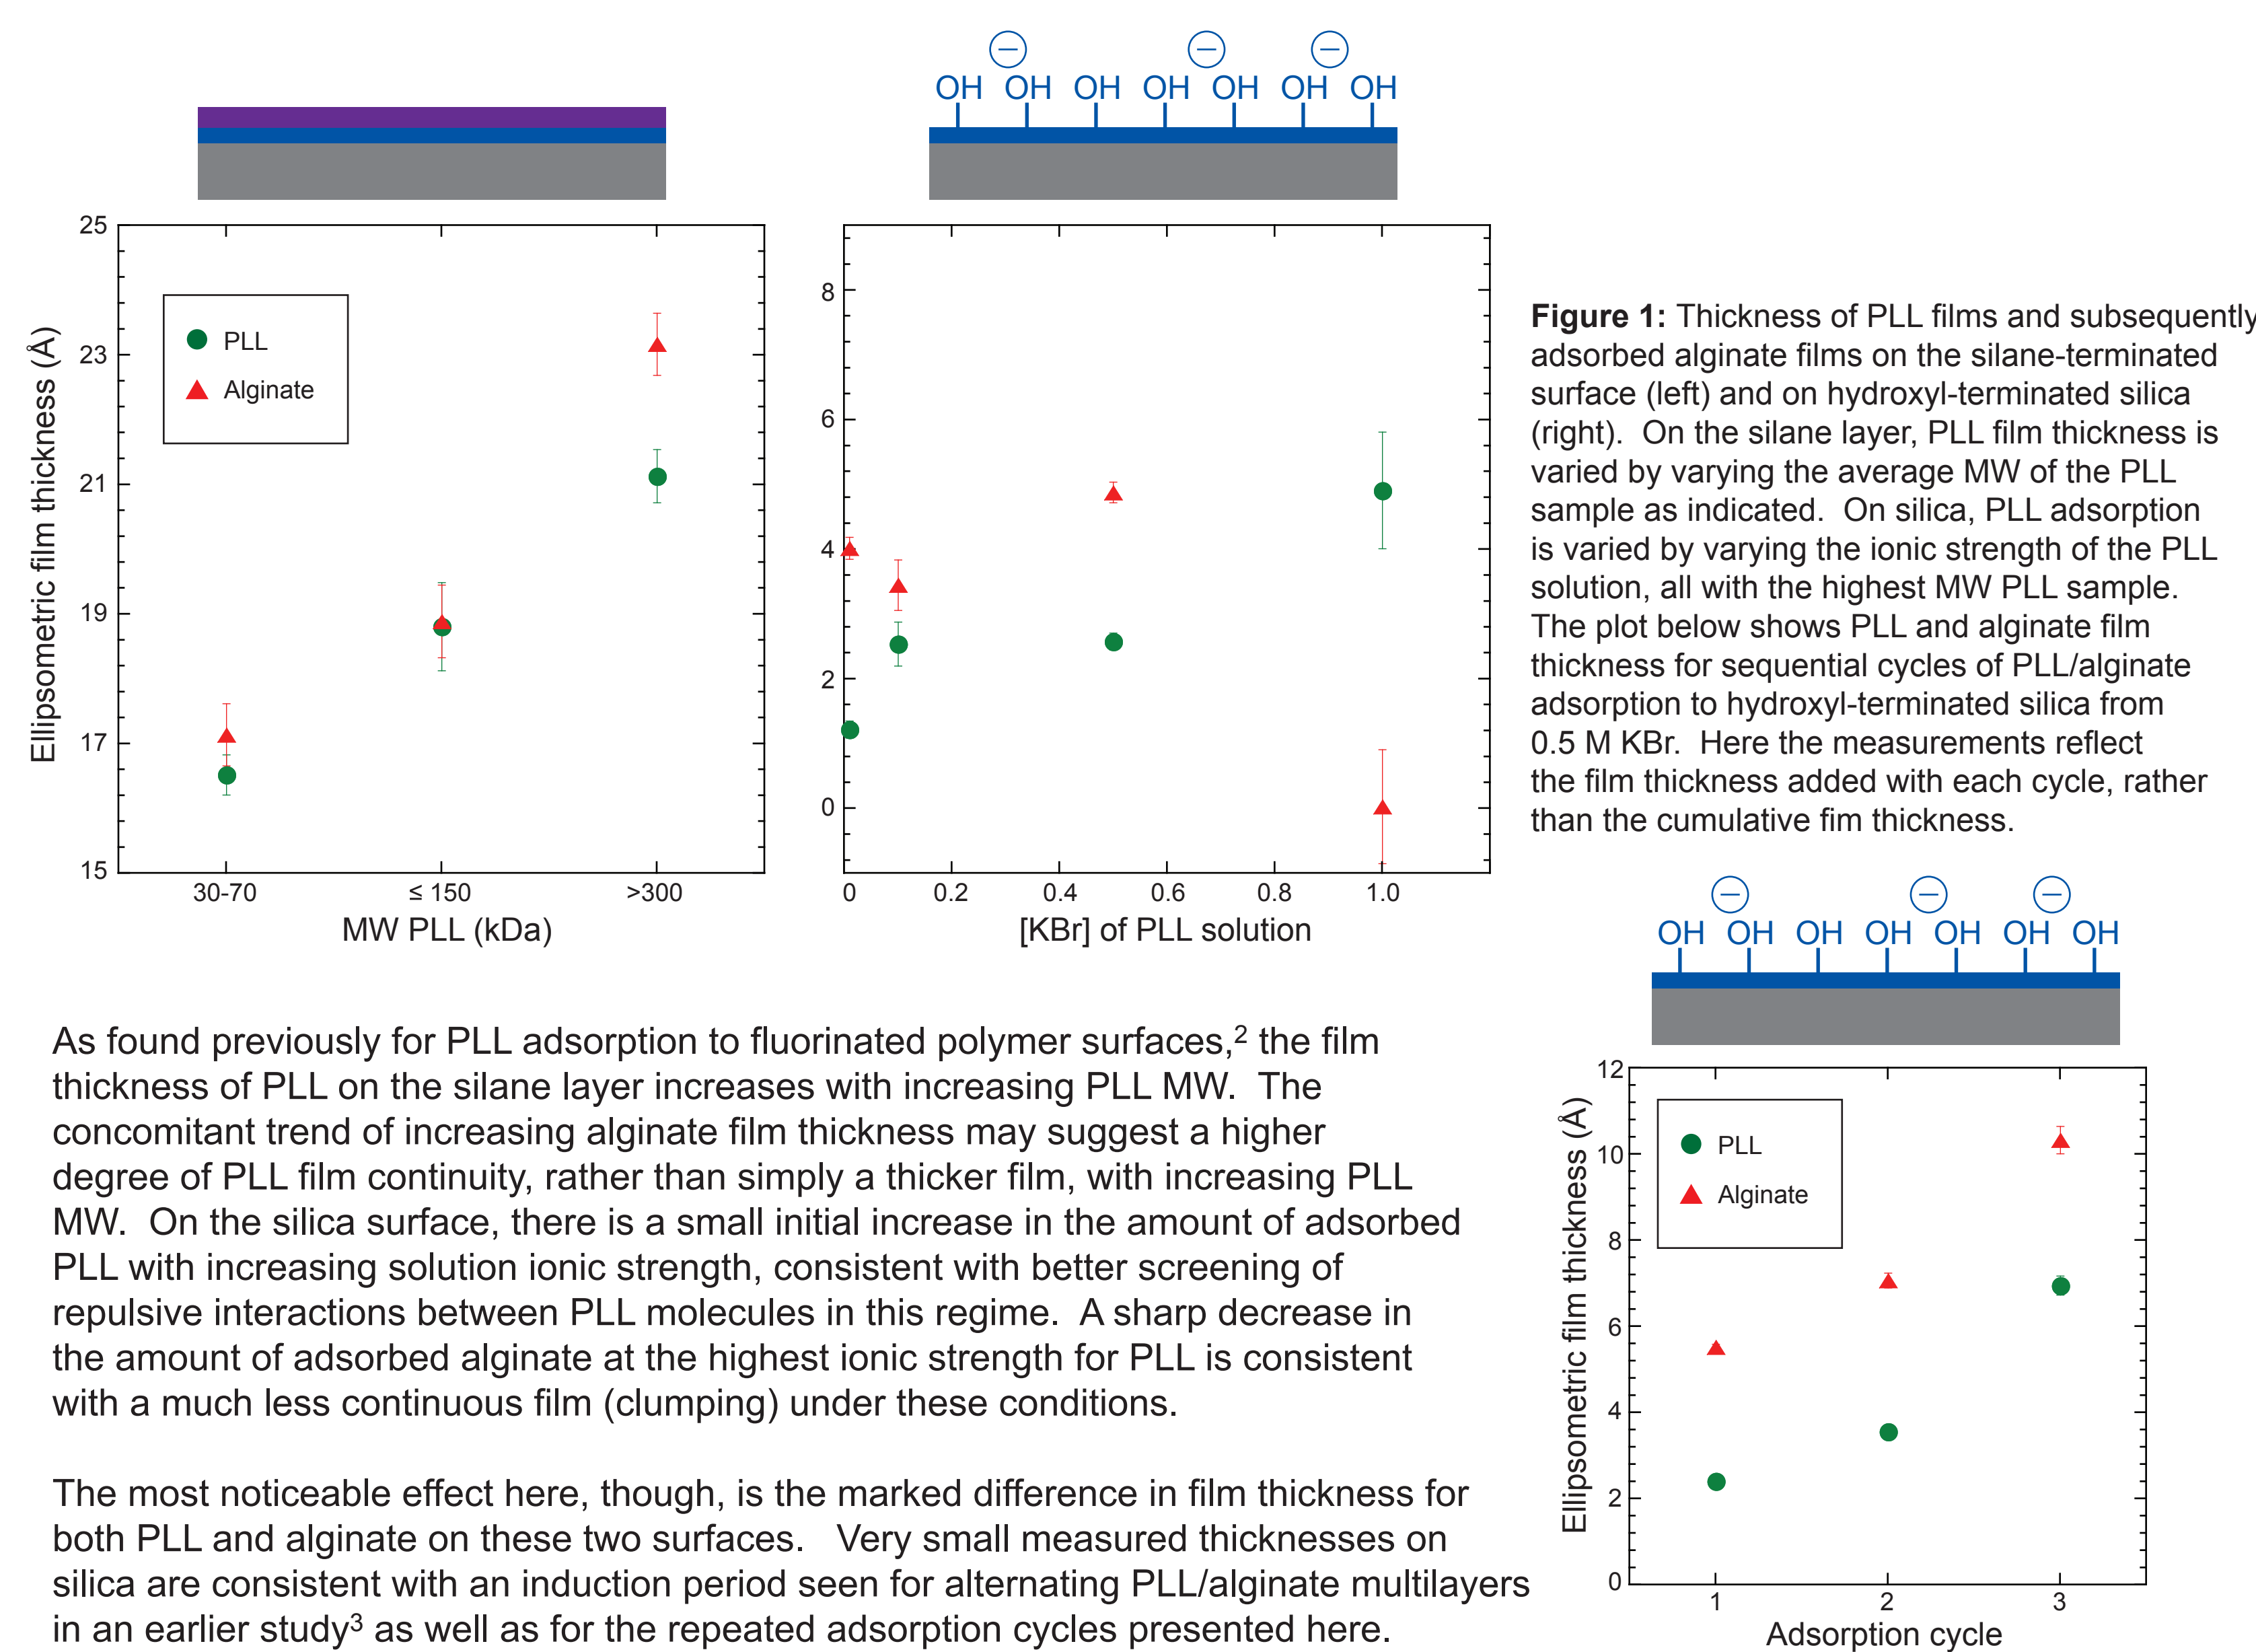 OH OH OH OH OH OH OH
25
23
21
19
17
15
Ellipsometric film thickness (Å)
PLL
Alginate
30-70 ≤ 150 >300
MW PLL (kDa)
8
6
4
2
0
0 0.2 0.4 0.6 0.8 1.0
[KBr] of PLL solution
Figure 1: Thickness of PLL films and subsequently
adsorbed alginate films on the silane-terminated
surface (left) and on hydroxyl-terminated silica
(right). On the silane layer, PLL film thickness is
varied by varying the average MW of the PLL
sample as indicated. On silica, PLL adsorption
is varied by varying the ionic strength of the PLL
solution, all with the highest MW PLL sample.
The plot below shows PLL and alginate film
thickness for sequential cycles of PLL/alginate
adsorption to hydroxyl-terminated silica from
0.5 M KBr. Here the measurements reflect
the film thickness added with each cycle, rather
than the cumulative fim thickness.
As found previously for PLL adsorption to fluorinated polymer surfaces,2 the film
thickness of PLL on the silane layer increases with increasing PLL MW. The
concomitant trend of increasing alginate film thickness may suggest a higher
degree of PLL film continuity, rather than simply a thicker film, with increasing PLL
MW. On the silica surface, there is a small initial increase in the amount of adsorbed
PLL with increasing solution ionic strength, consistent with better screening of
repulsive interactions between PLL molecules in this regime. A sharp decrease in
the amount of adsorbed alginate at the highest ionic strength for PLL is consistent
with a much less continuous film (clumping) under these conditions.
The most noticeable effect here, though, is the marked difference in film thickness for
both PLL and alginate on these two surfaces. Very small measured thicknesses on
silica are consistent with an induction period seen for alternating PLL/alginate multilayers
in an earlier study3 as well as for the repeated adsorption cycles presented here.
OH OH OH OH OH OH OH
12
10
8
6
4
2
0
Ellipsometric film thickness (Å)
PLL
Alginate
1 2 3
Adsorption cycle